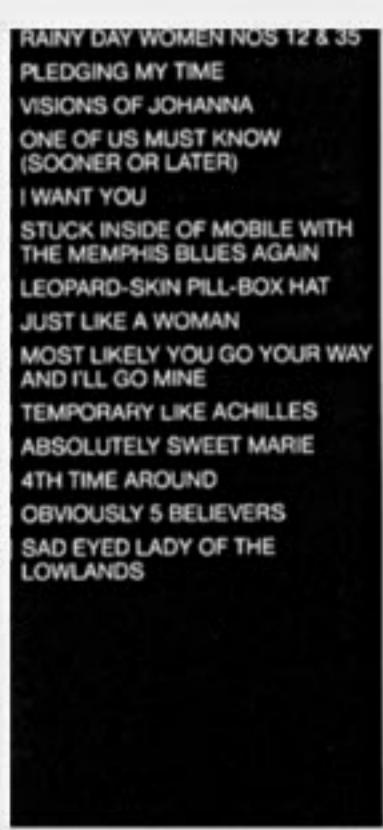 RAINY DAY WOMEN NOS 12 & 35
PLEDGING MY TIME
VISIONS OF JOHANNA
ONE OF US MUST KNOW
(SOONER OR LATER)
I WANT YOU
STUCK INSIDE OF MOBILE WITH
THE MEMPHIS BLUES AGAIN
LEOPARD-SKIN PILL-BOX HAT
JUST LIKE A WOMAN
MOST LIKELY YOU GO YOUR WAY
AND I'LL GO MINE
TEMPORARY LIKE ACHILLES
ABSOLUTELY SWEET MARIE
4TH TIME AROUND
OBVIOUSLY 5 BELIEVERS
SAD EYED LADY OF THE
LOWLANDS